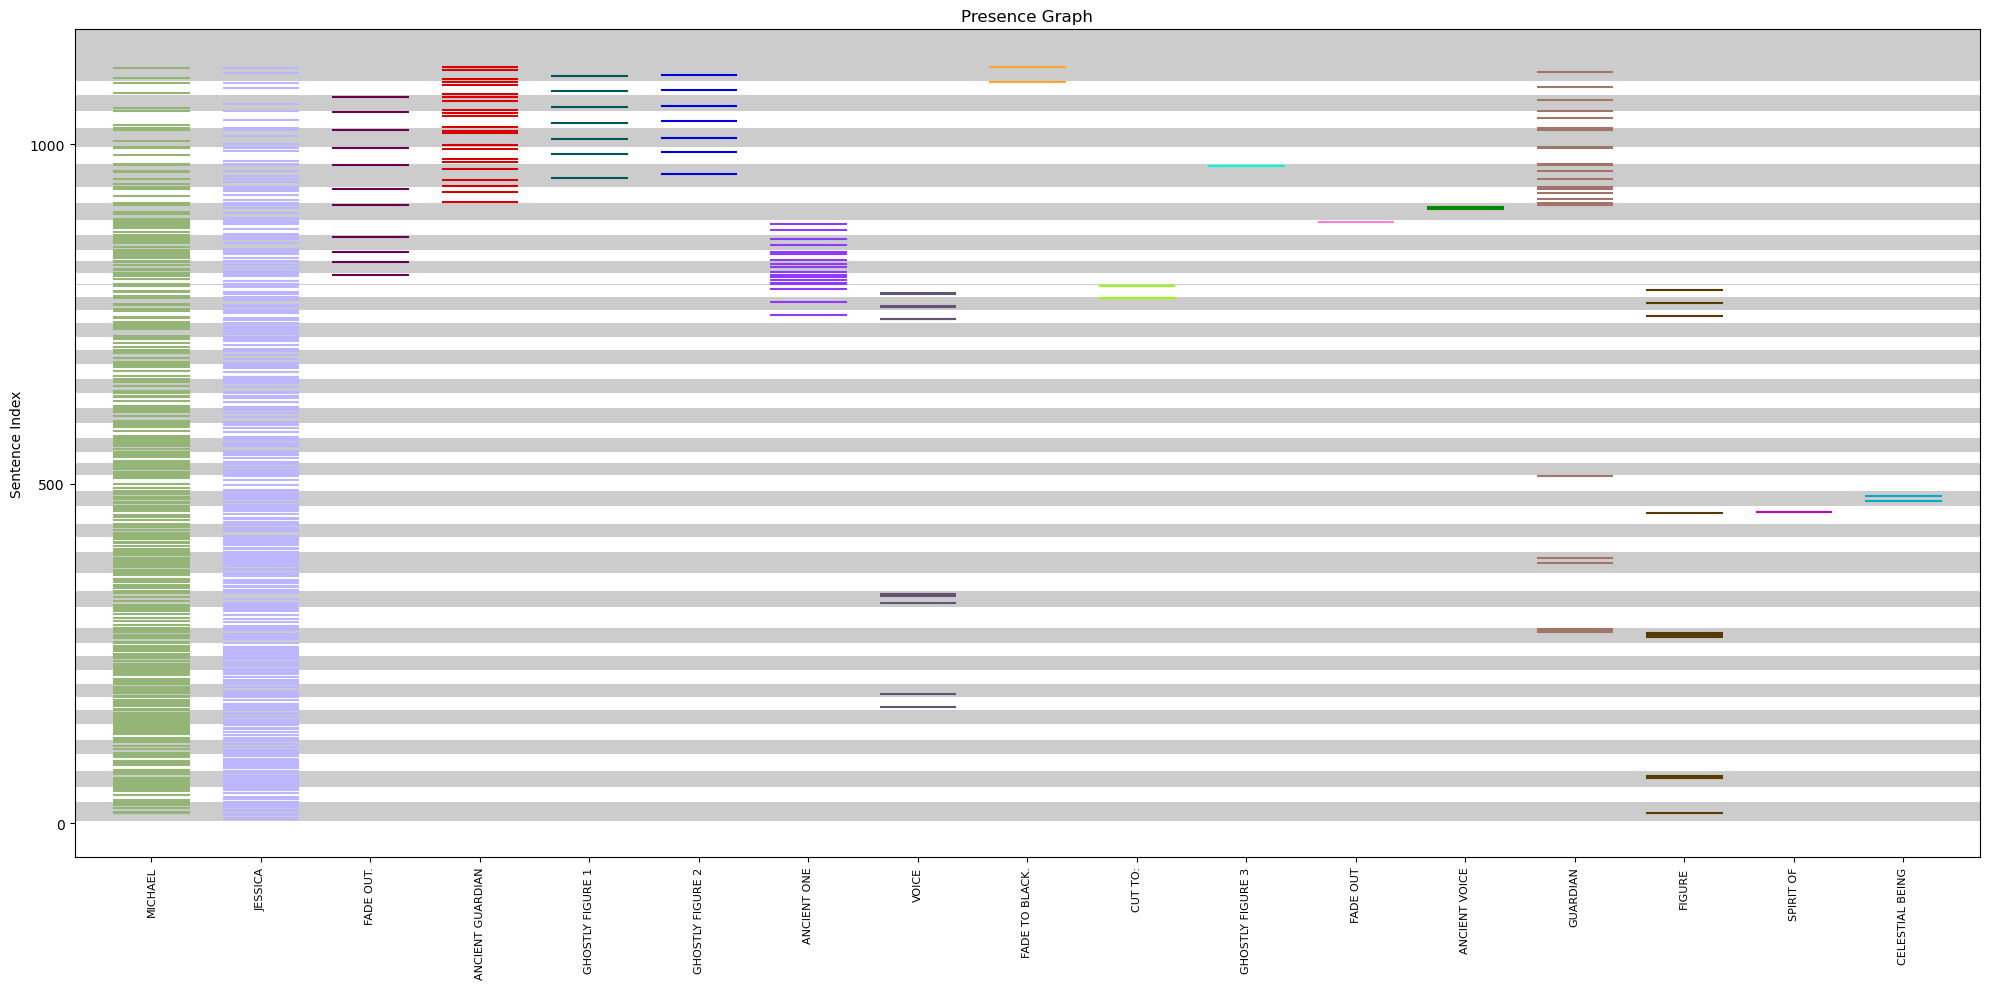 Presence Graph
Sentence Index
1000
500
0
MICHAEL
JESSICA
FADE OUT.
ANCIENT GUARDIAN
GHOSTLY FIGURE 1
GHOSTLY FIGURE 2
ANCIENT ONE
VOICE
FADE TO BLACK.
CUT TO:
GHOSTLY FIGURE 3
FADE OUT
ANCIENT VOICE
GUARDIAN
FIGURE
SPIRIT OF
CELESTIAL BEING